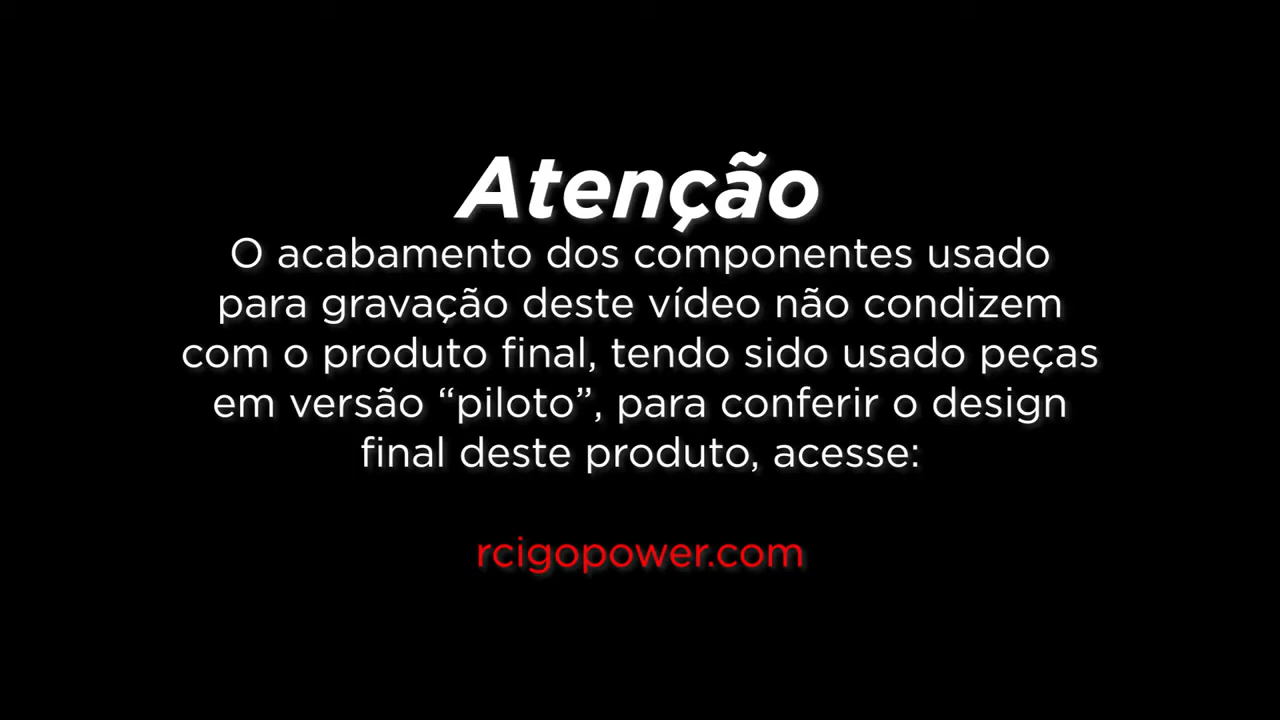 Atenção
O acabamento dos componentes usado
para gravação deste vídeo não condizem
com o produto final, tendo sido usado peças
em versão “piloto”, para conferir o design
final deste produto, acesse:
rcigopower.com